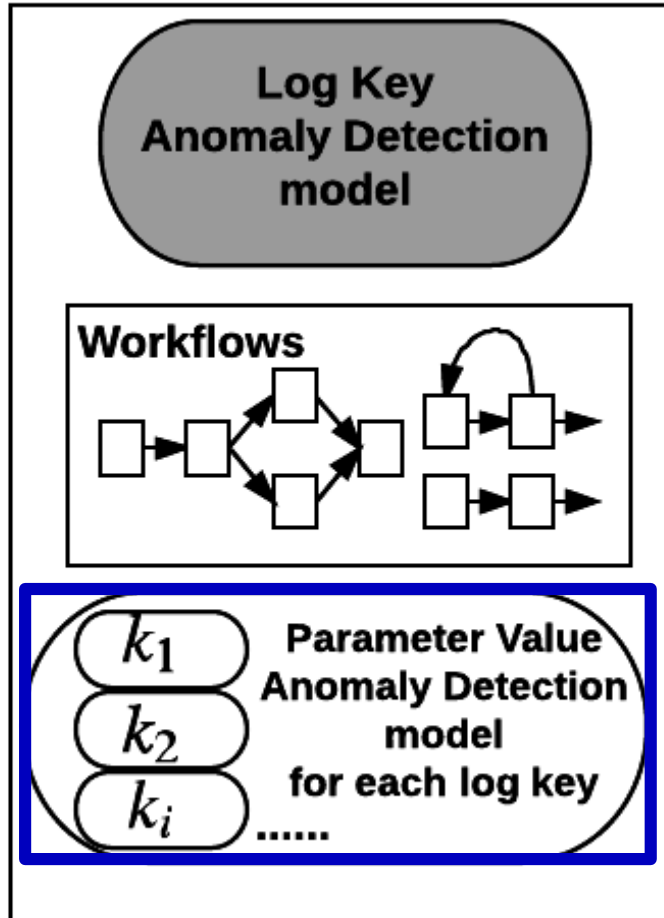 Log Key
Anomaly Detection
model
Workflows
k₁
k₂
kᵢ
Parameter Value
Anomaly Detection
model
for each log key
......